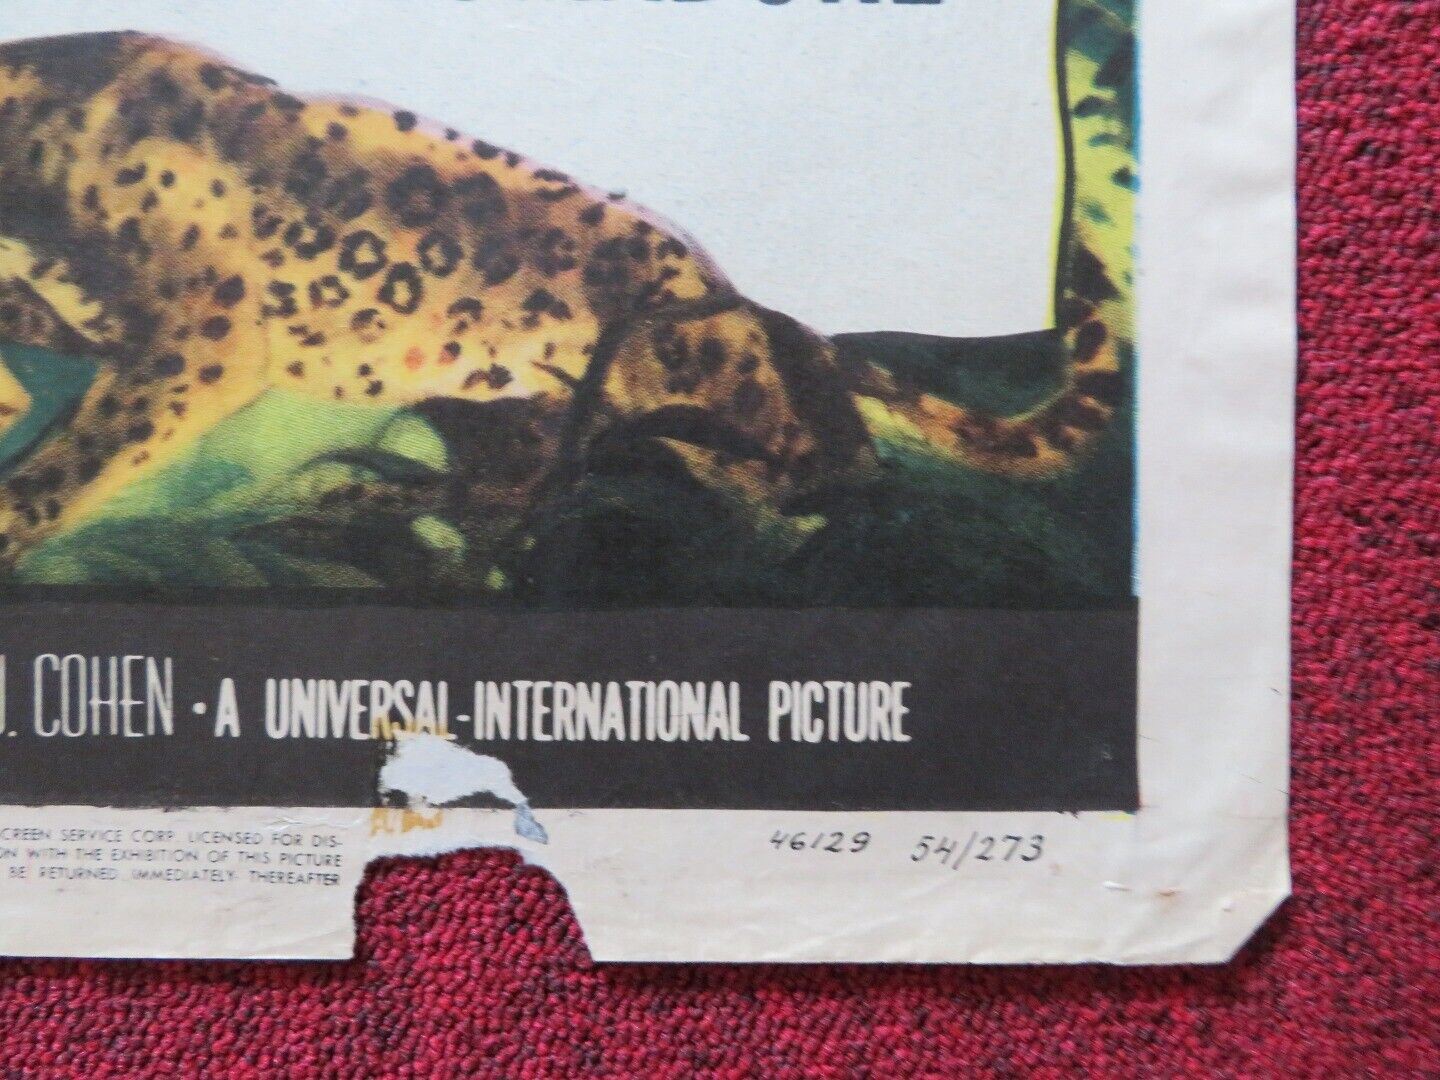 J. COHEN • A UNIVERSAL-INTERNATIONAL PICTURE
SCREEN SERVICE CORP. LICENSED FOR DIS-
ON WITH THE EXHIBITION OF THIS PICTURE
BE RETURNED IMMEDIATELY THEREAFTER
46129 54/273